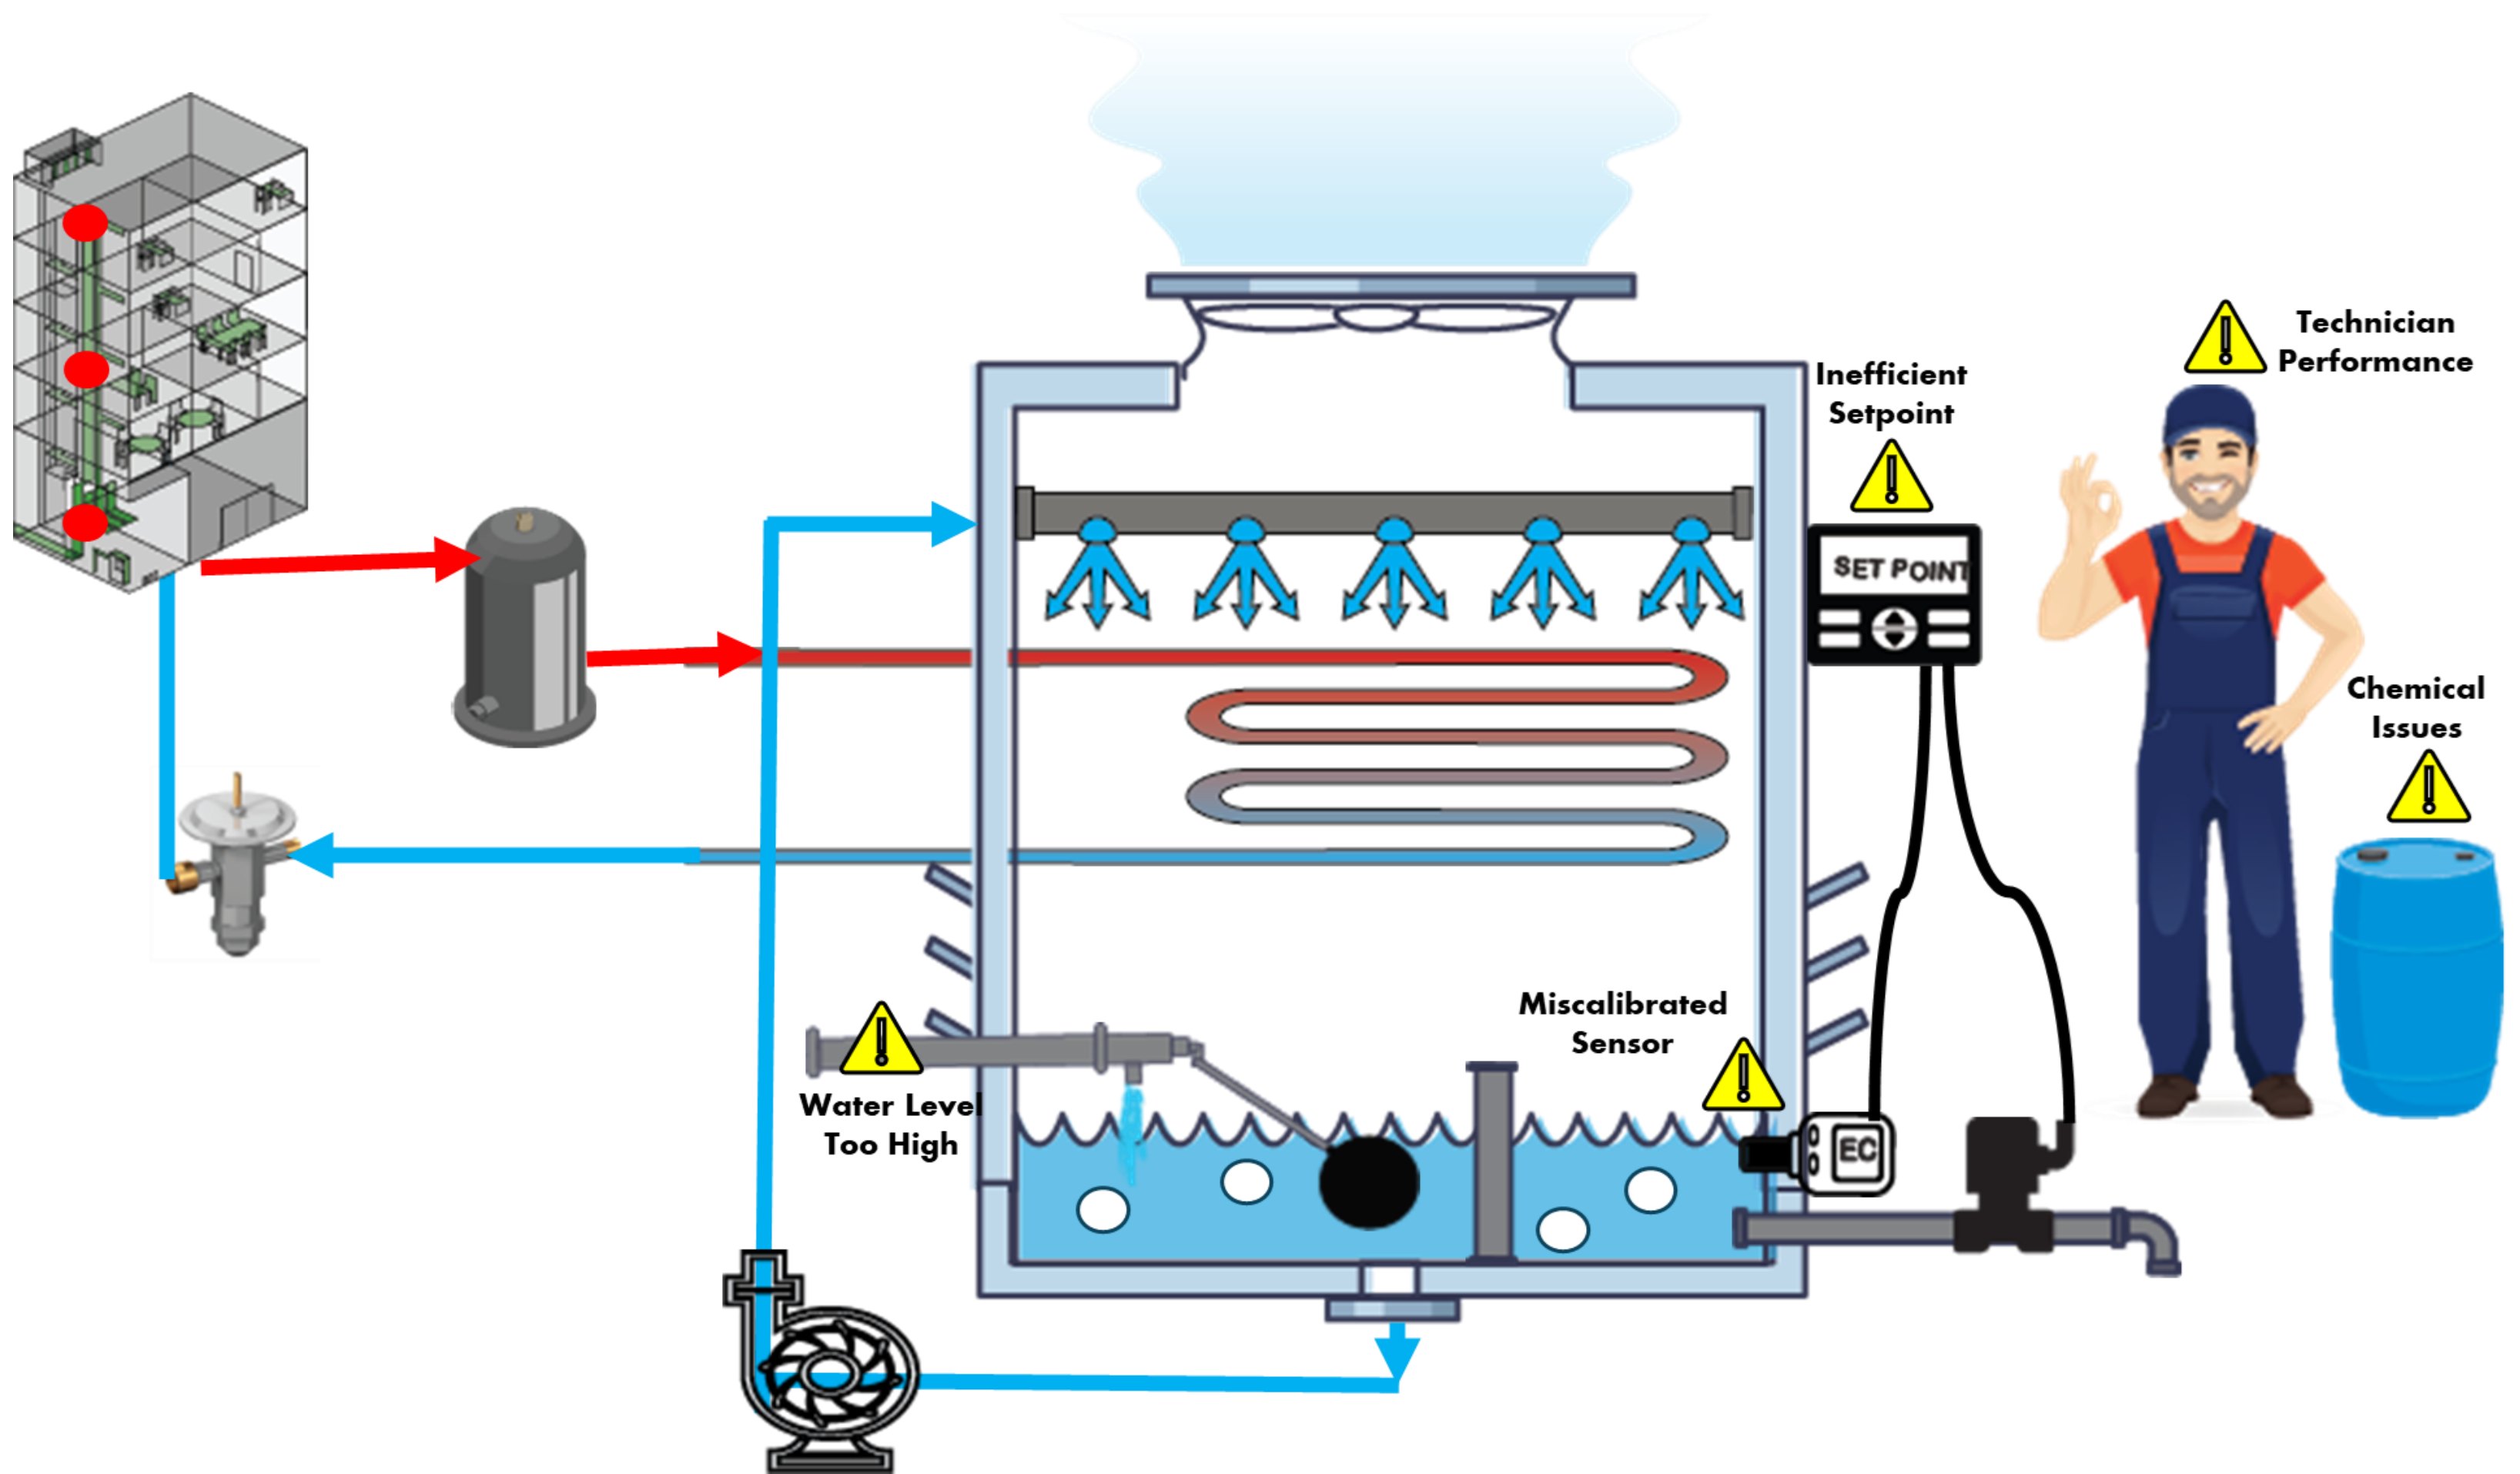 Technician
Performance
Inefficient
Setpoint
SET POINT
Chemical
Issues
Miscalibrated
Sensor
Water Level
Too High
EC